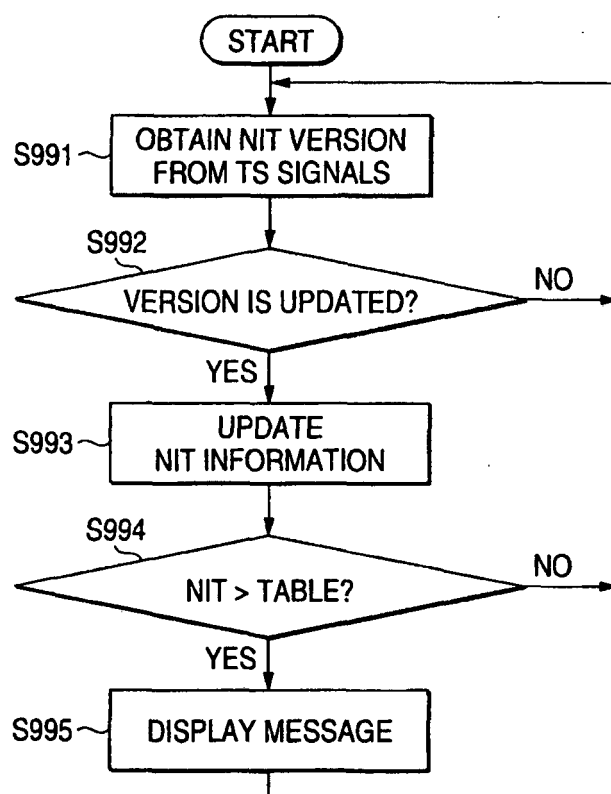 START
S991
OBTAIN NIT VERSION
FROM TS SIGNALS
S992
VERSION IS UPDATED?
NO
YES
S993
UPDATE
NIT INFORMATION
S994
NIT > TABLE?
NO
YES
S995
DISPLAY MESSAGE